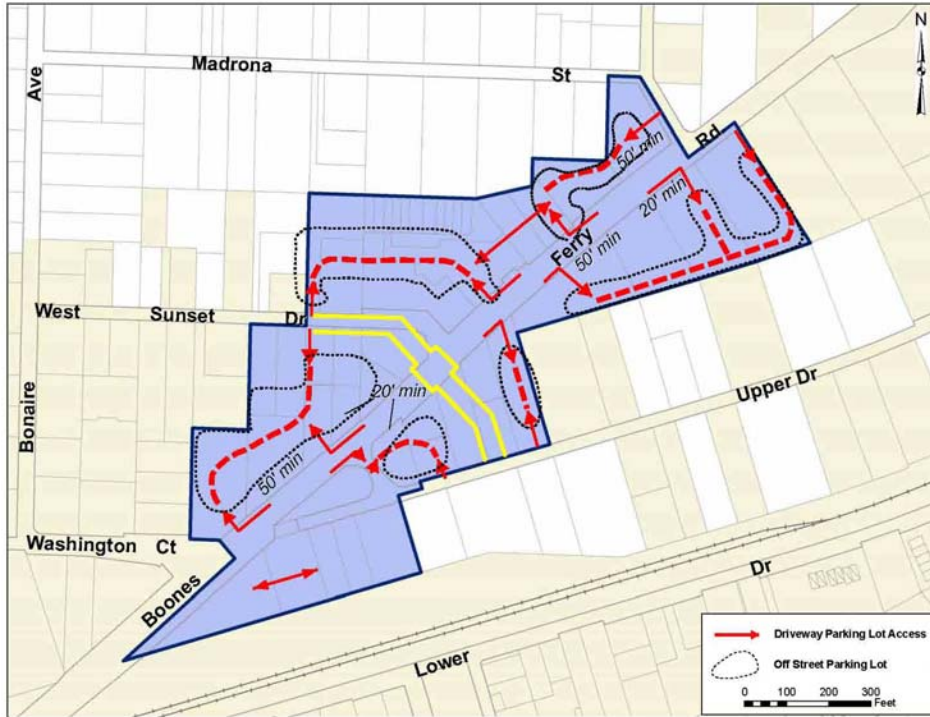 N
Madrona St
Ave
Rd
50' min
20' min
Ferry
50' min
West Sunset Dr
Upper Dr
20' min
Bonaire
50' min
Washington Ct
Boones
Dr
Lower
Driveway Parking Lot Access
Off Street Parking Lot
0 100 200 300
Feet